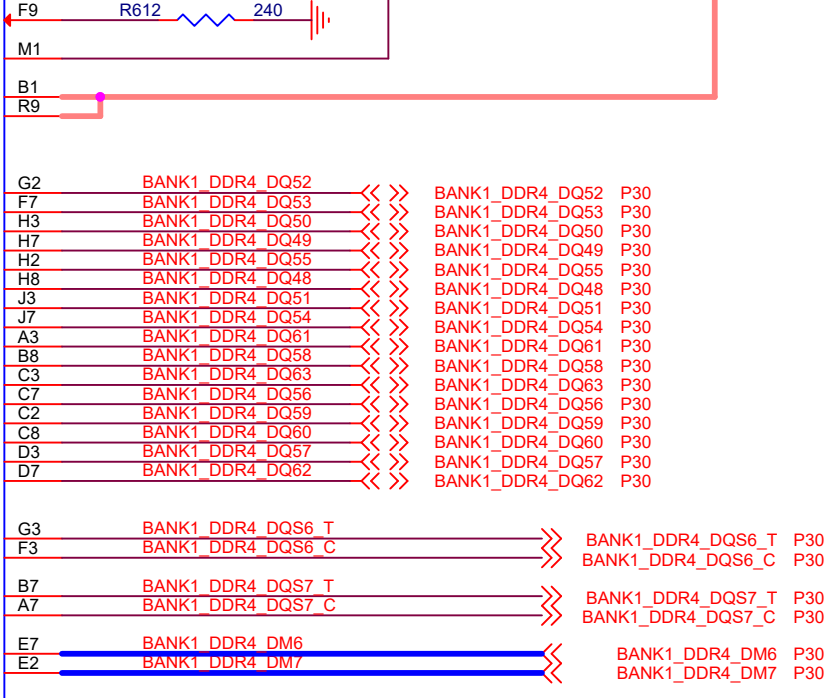 F9 R612 240
M1
B1
R9
G2 BANK1_DDR4_DQ52 BANK1_DDR4_DQ52 P30
F7 BANK1_DDR4_DQ53 BANK1_DDR4_DQ53 P30
H3 BANK1_DDR4_DQ50 BANK1_DDR4_DQ50 P30
H7 BANK1_DDR4_DQ49 BANK1_DDR4_DQ49 P30
H2 BANK1_DDR4_DQ55 BANK1_DDR4_DQ55 P30
H8 BANK1_DDR4_DQ48 BANK1_DDR4_DQ48 P30
J3 BANK1_DDR4_DQ51 BANK1_DDR4_DQ51 P30
J7 BANK1_DDR4_DQ54 BANK1_DDR4_DQ54 P30
A3 BANK1_DDR4_DQ61 BANK1_DDR4_DQ61 P30
B8 BANK1_DDR4_DQ58 BANK1_DDR4_DQ58 P30
C3 BANK1_DDR4_DQ63 BANK1_DDR4_DQ63 P30
C7 BANK1_DDR4_DQ56 BANK1_DDR4_DQ56 P30
C2 BANK1_DDR4_DQ59 BANK1_DDR4_DQ59 P30
C8 BANK1_DDR4_DQ60 BANK1_DDR4_DQ60 P30
D3 BANK1_DDR4_DQ57 BANK1_DDR4_DQ57 P30
D7 BANK1_DDR4_DQ62 BANK1_DDR4_DQ62 P30
G3 BANK1_DDR4_DQS6_T BANK1_DDR4_DQS6_T P30
F3 BANK1_DDR4_DQS6_C BANK1_DDR4_DQS6_C P30
B7 BANK1_DDR4_DQS7_T BANK1_DDR4_DQS7_T P30
A7 BANK1_DDR4_DQS7_C BANK1_DDR4_DQS7_C P30
E7 BANK1_DDR4_DM6 BANK1_DDR4_DM6 P30
E2 BANK1_DDR4_DM7 BANK1_DDR4_DM7 P30